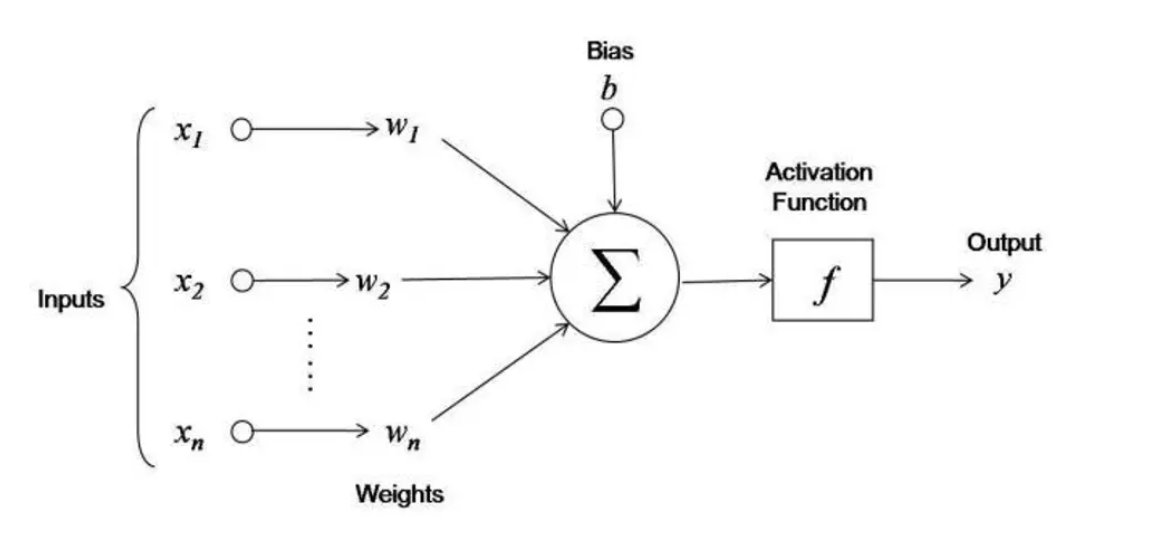 Bias
b
x1
w1
Activation
Function
Output
Inputs
x2
w2
∑
f
y
xn
wn
Weights